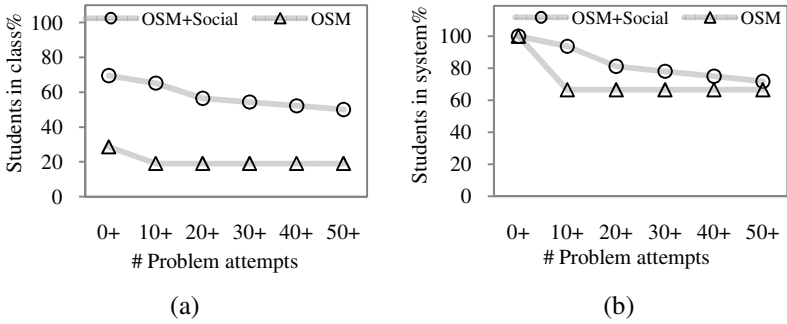 OSM+Social OSM
Students in class%
100
80
60
40
20
0
0+ 10+ 20+ 30+ 40+ 50+
# Problem attempts
(a)
OSM+Social OSM
Students in system%
100
80
60
40
20
0
0+ 10+ 20+ 30+ 40+ 50+
# Problem attempts
(b)